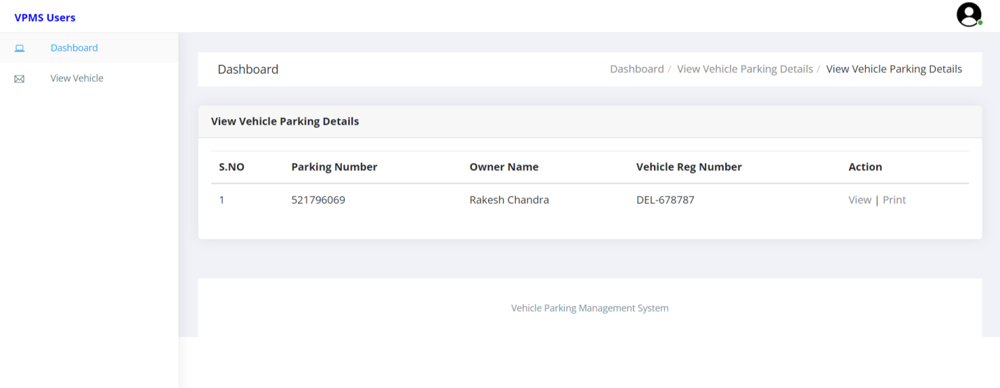 VPMS Users
Dashboard
View Vehicle
Dashboard
Dashboard / View Vehicle Parking Details / View Vehicle Parking Details
View Vehicle Parking Details
S.NO Parking Number Owner Name Vehicle Reg Number Action
1 521796069 Rakesh Chandra DEL-678787 View | Print
Vehicle Parking Management System